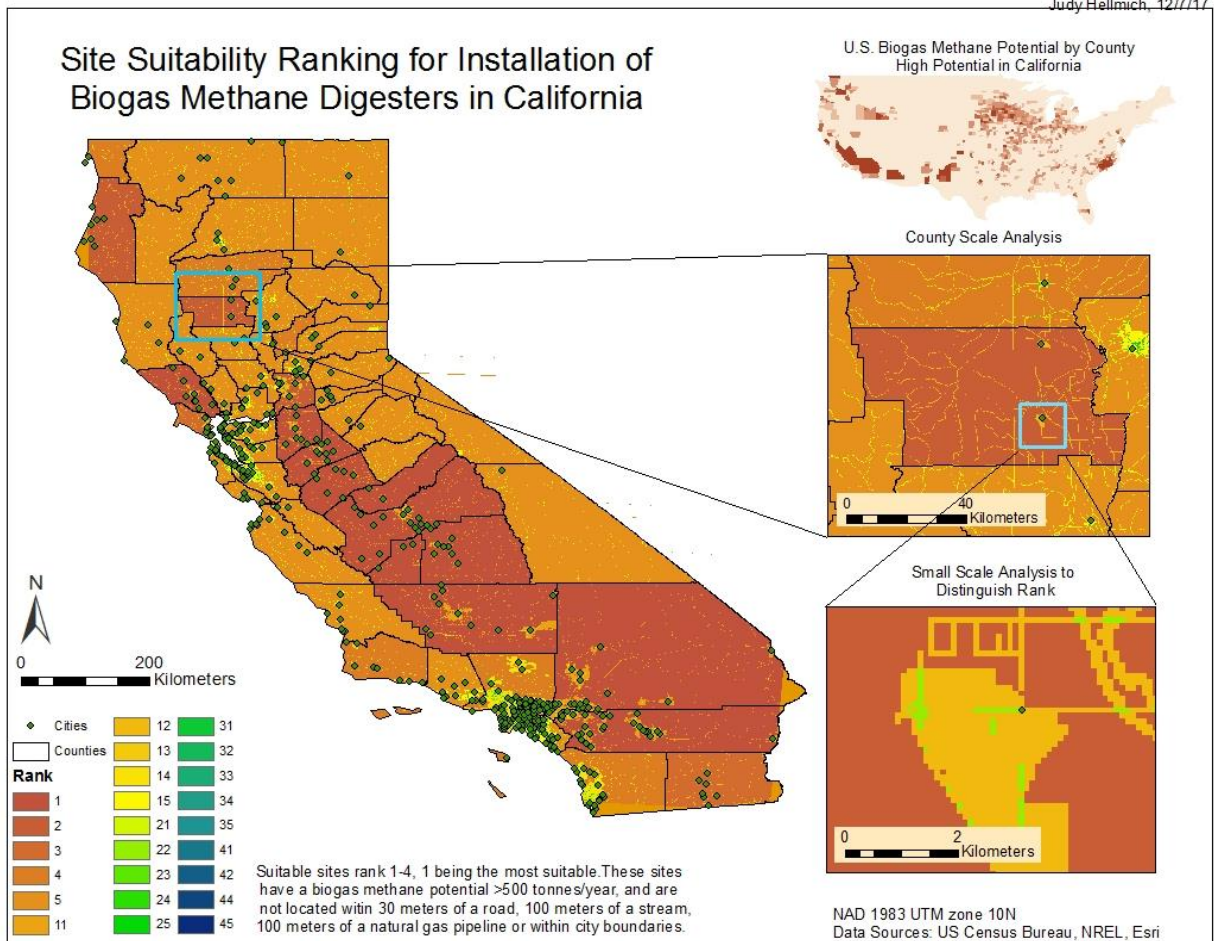 Judy Hellmich, 12/7/17
Site Suitability Ranking for Installation of
Biogas Methane Digesters in California
U.S. Biogas Methane Potential by County
High Potential in California
County Scale Analysis
0 40
Kilometers
Small Scale Analysis to
Distinguish Rank
0 2
Kilometers
N
0 200
Kilometers
Cities
Counties
Rank
1
2
3
4
5
11
12
13
14
15
21
22
23
24
25
31
32
33
34
35
41
42
44
45
Suitable sites rank 1-4, 1 being the most suitable.These sites
have a biogas methane potential >500 tonnes/year, and are
not located witin 30 meters of a road, 100 meters of a stream,
100 meters of a natural gas pipeline or within city boundaries.
NAD 1983 UTM zone 10N
Data Sources: US Census Bureau, NREL, Esri